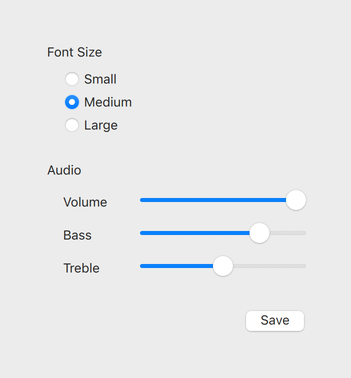 Font Size
Small
Medium
Large
Audio
Volume
Bass
Treble
Save